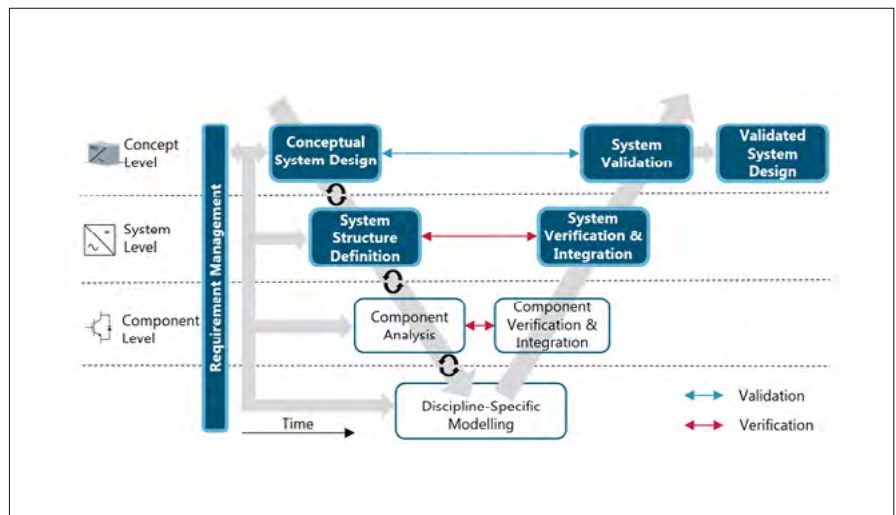 Concept
Level
Requirement Management
Conceptual
System Design
System
Validation
Validated
System
Design
System
Level
System
Structure
Definition
System
Verification &
Integration
Component
Level
Component
Analysis
Component
Verification &
Integration
Discipline-Specific
Modelling
Time
Validation
Verification